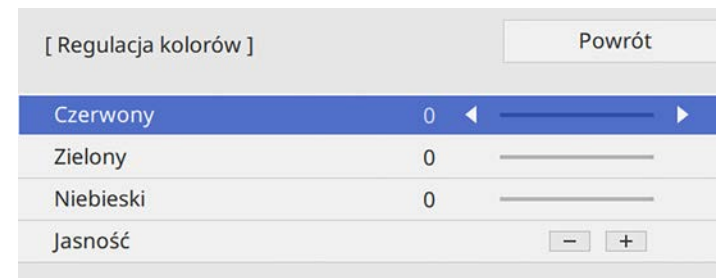 [ Regulacja kolorów ]
Powrót
Czerwony 0
Zielony 0
Niebieski 0
Jasność − +